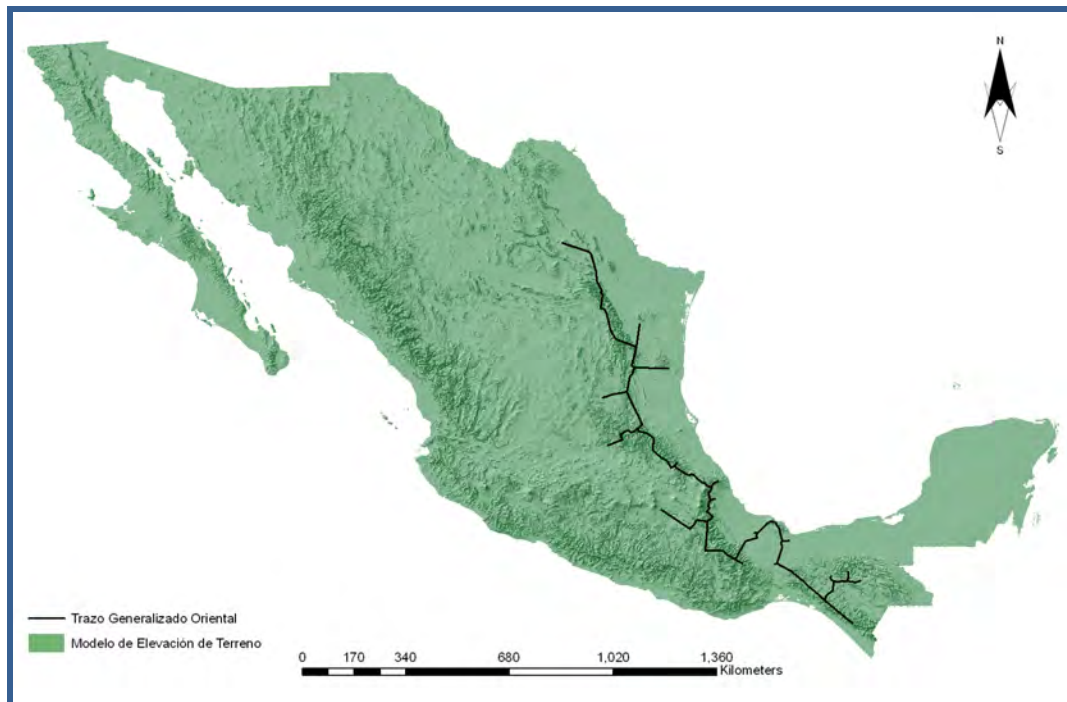 N
S
Trazo Generalizado Oriental
Modelo de Elevación de Terreno
0 170 340 680 1,020 1,360
Kilometers